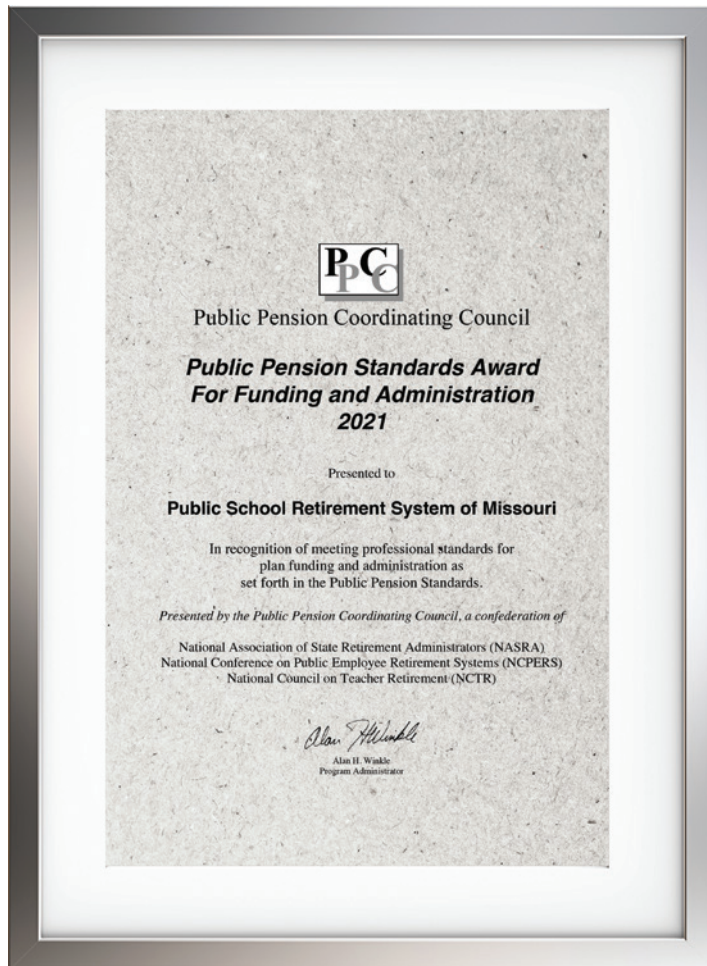 PPCC
Public Pension Coordinating Council
Public Pension Standards Award
For Funding and Administration
2021
Presented to
Public School Retirement System of Missouri
In recognition of meeting professional standards for
plan funding and administration as
set forth in the Public Pension Standards.
Presented by the Public Pension Coordinating Council, a confederation of
National Association of State Retirement Administrators (NASRA)
National Conference on Public Employee Retirement Systems (NCPERS)
National Council on Teacher Retirement (NCTR)
Alan H. Winkle
Alan H. Winkle
Program Administrator